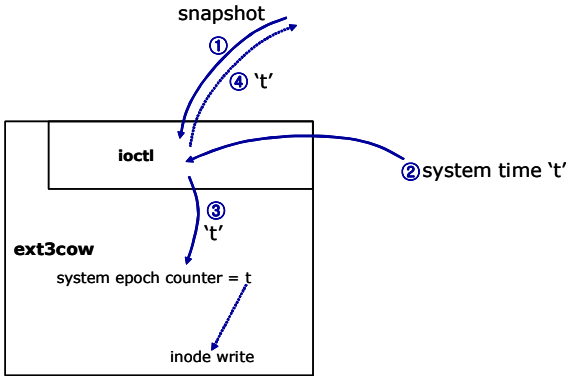 snapshot
①
④ ‘t’
ioctl
② system time ‘t’
③
‘t’
ext3cow
system epoch counter = t
inode write